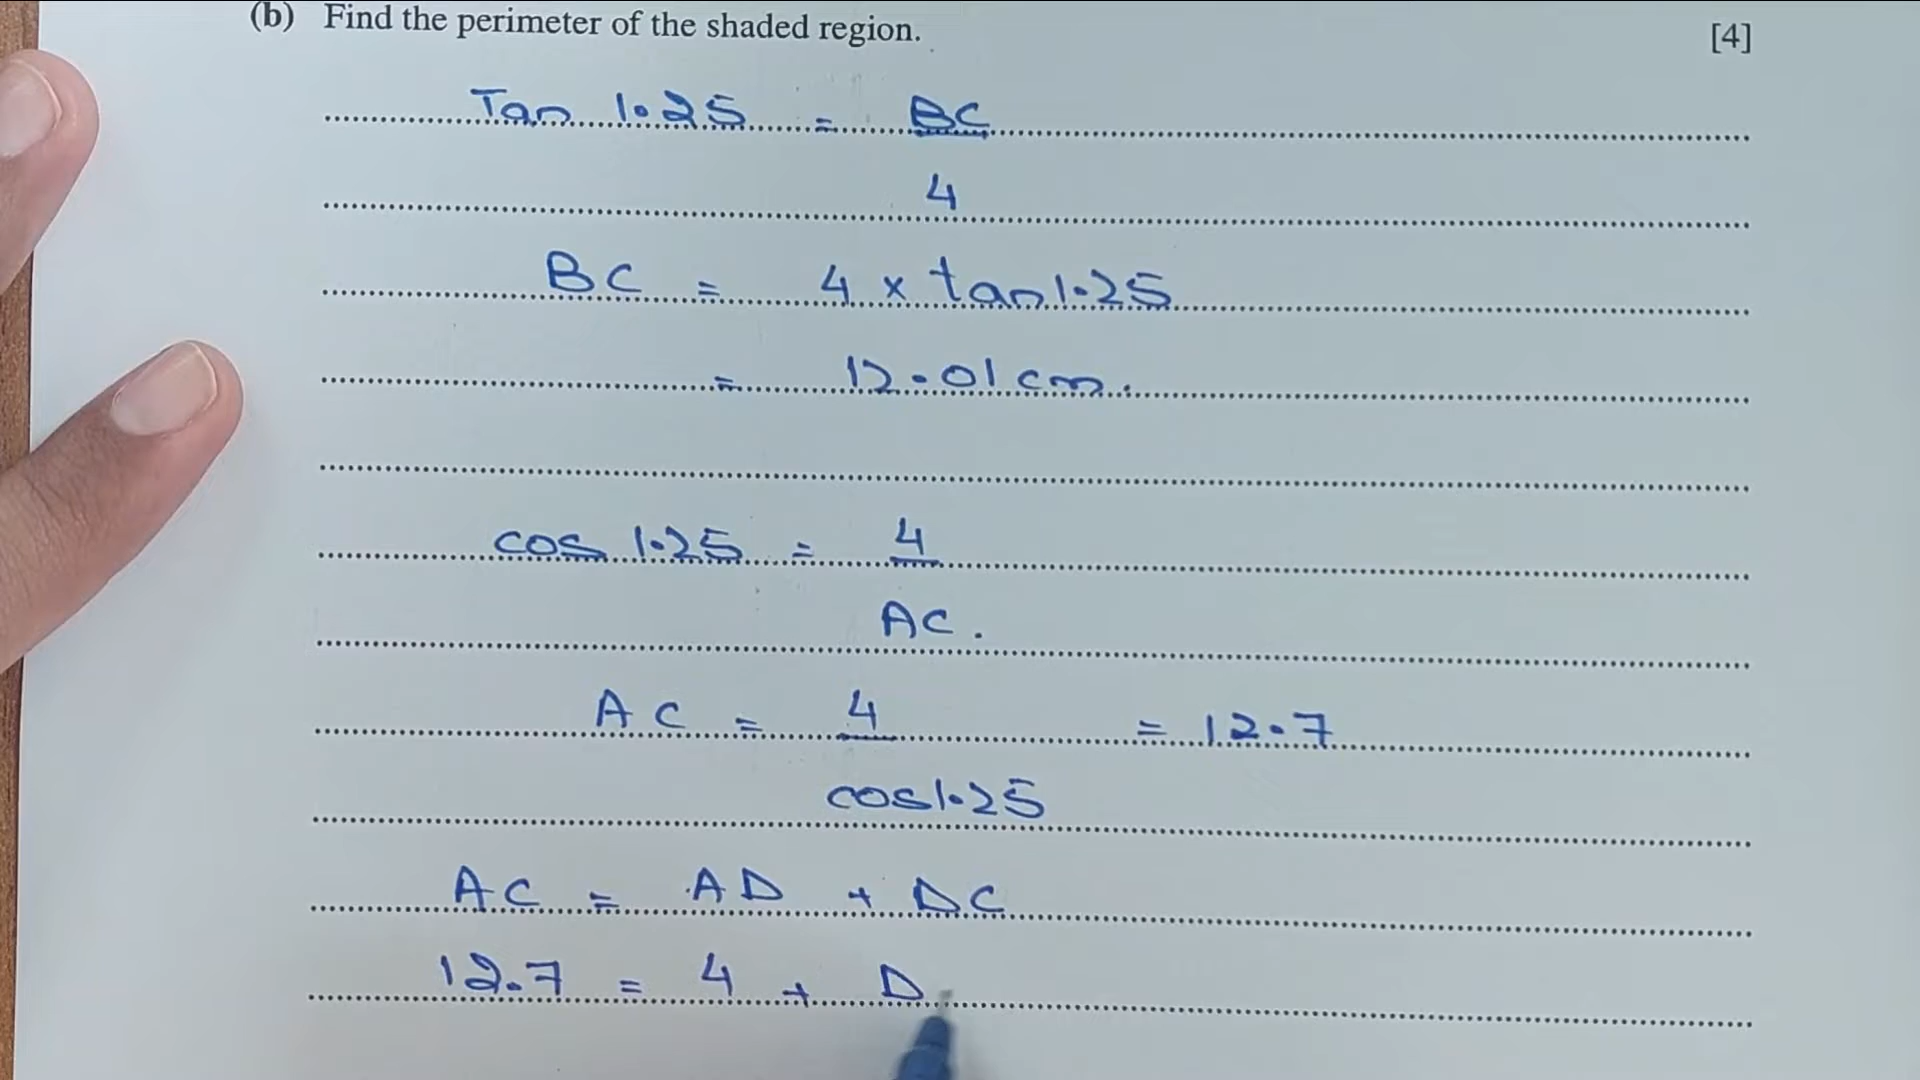 (b) Find the perimeter of the shaded region. [4]
Tan 1.25 = BC
4
BC = 4 x tan1.25
= 12.01 cm.
cos 1.25 = 4
AC.
AC = 4 = 12.7
cos1.25
AC = AD + DC
12.7 = 4 + D